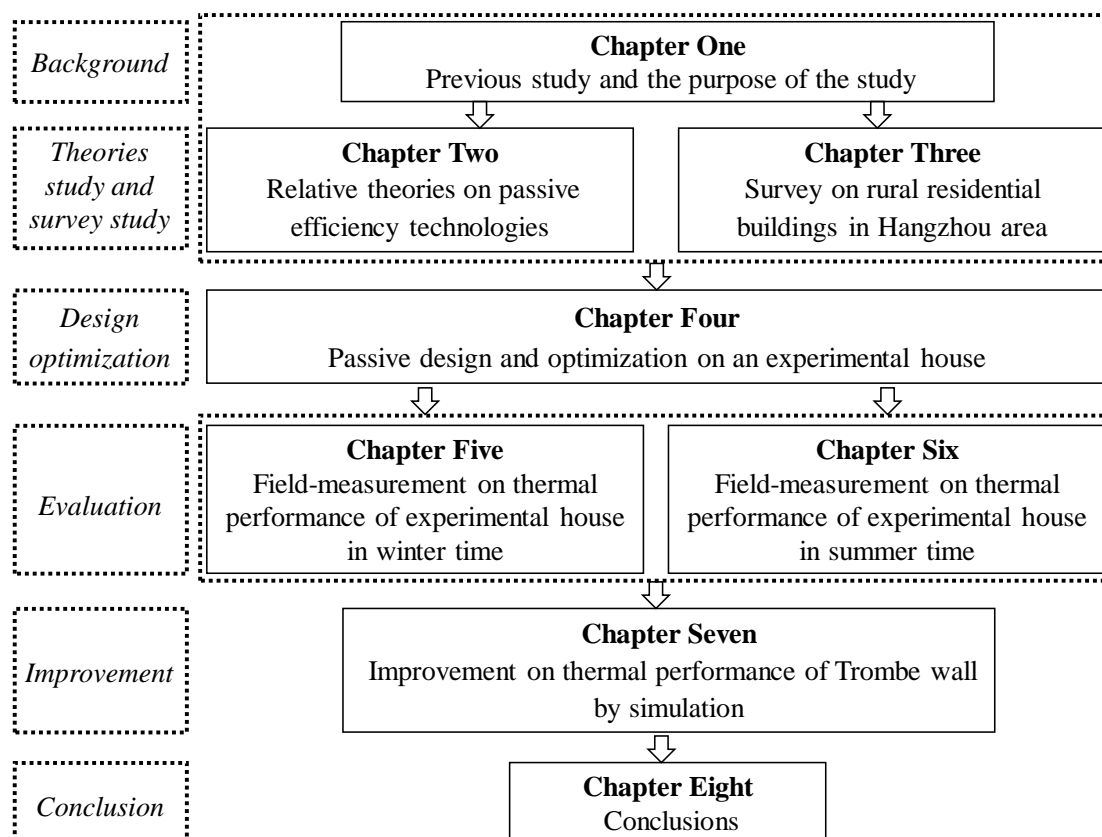 Background
Chapter One
Previous study and the purpose of the study
Theories
study and
survey study
Chapter Two
Relative theories on passive
efficiency technologies
Chapter Three
Survey on rural residential
buildings in Hangzhou area
Design
optimization
Chapter Four
Passive design and optimization on an experimental house
Evaluation
Chapter Five
Field-measurement on thermal
performance of experimental house
in winter time
Chapter Six
Field-measurement on thermal
performance of experimental house
in summer time
Improvement
Chapter Seven
Improvement on thermal performance of Trombe wall
by simulation
Conclusion
Chapter Eight
Conclusions